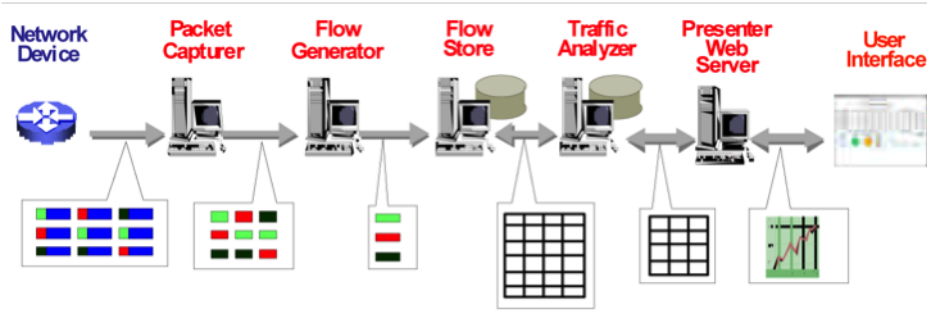 Network
Device
Packet
Capturer
Flow
Generator
Flow
Store
Traffic
Analyzer
Presenter
Web
Server
User
Interface